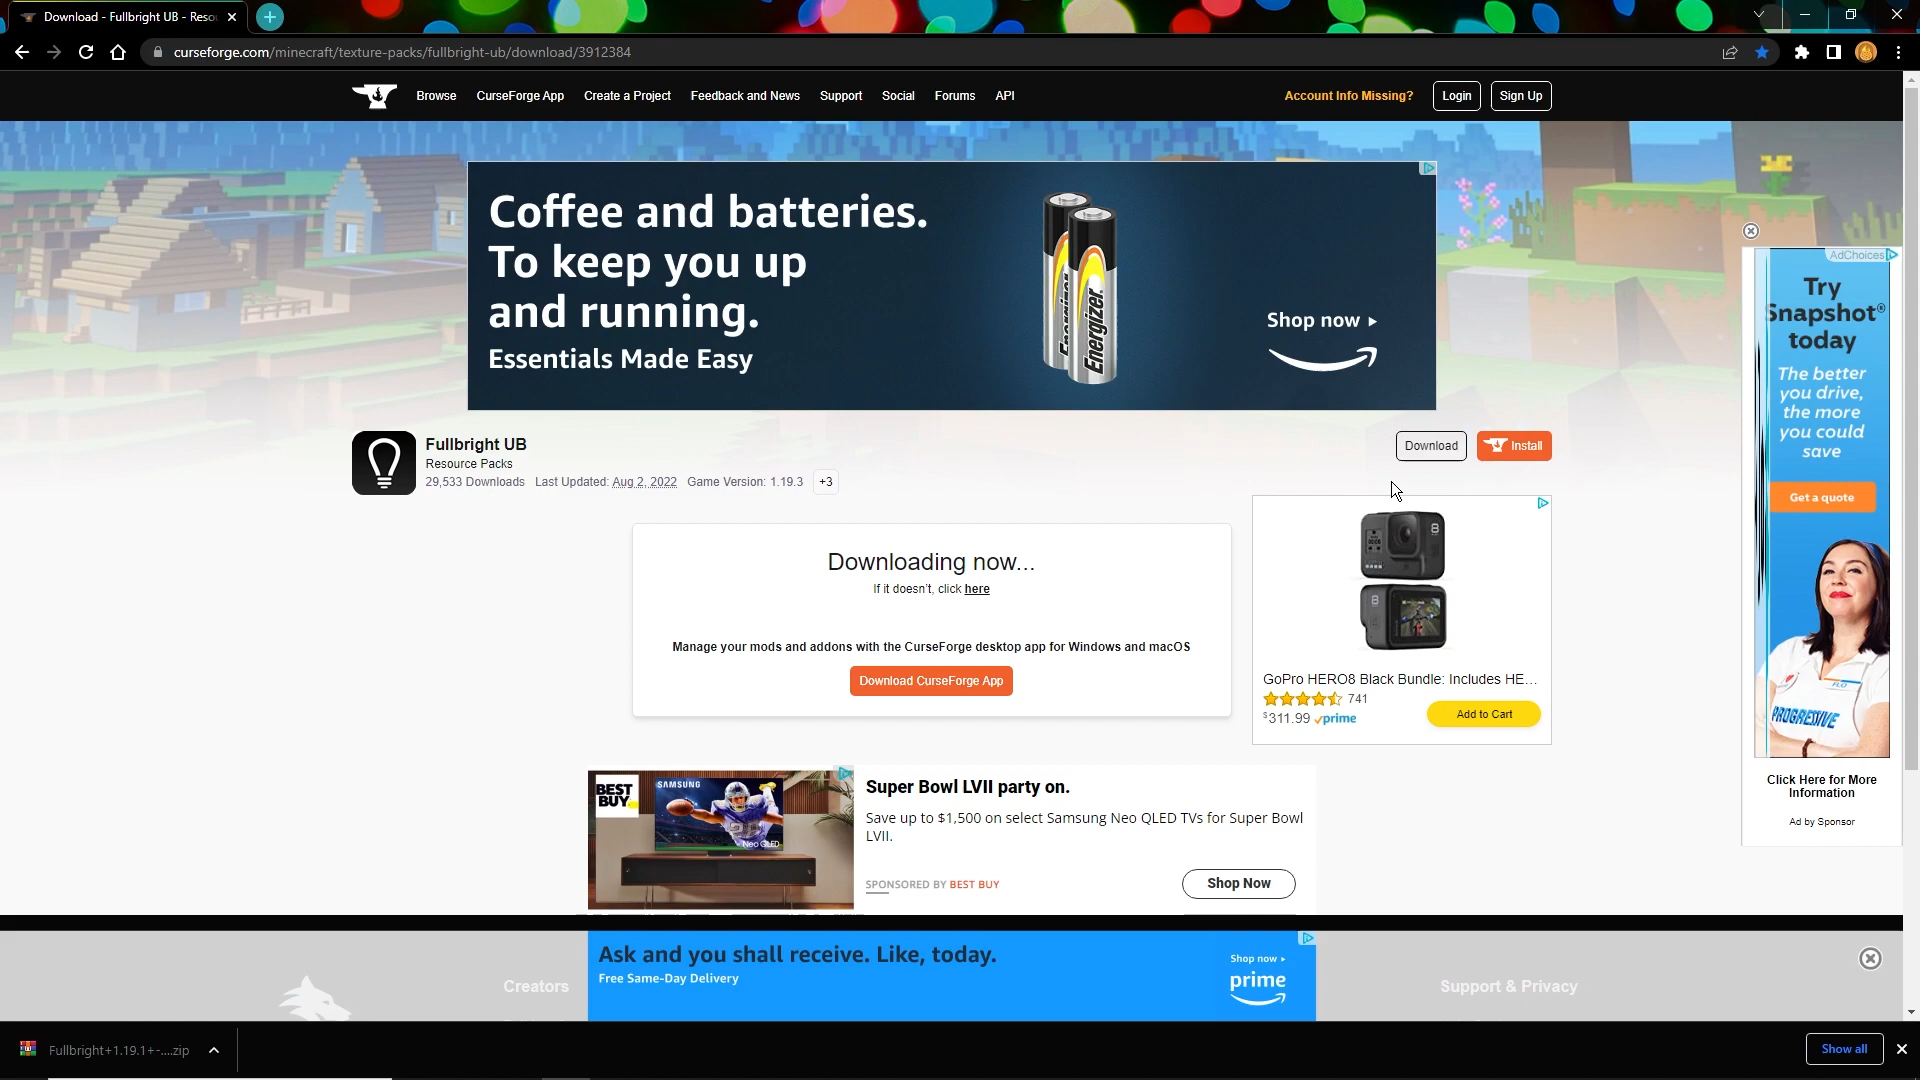 Download - Fullbright UB - Reso
curseforge.com/minecraft/texture-packs/fullbright-ub/download/3912384
Browse CurseForge App Create a Project Feedback and News Support Social Forums API Account Info Missing? Login Sign Up
Coffee and batteries.
To keep you up
and running.
Essentials Made Easy
Energizer
Energizer.
Shop now
AdChoices
Try
Snapshot®
today
The better
you drive,
the more
you could
save
Get a quote
FLO
PROGRESSIVE
Click Here for More
Information
Ad by Sponsor
Fullbright UB
Resource Packs
29,533 Downloads Last Updated: Aug 2, 2022 Game Version: 1.19.3 +3
Download Install
Downloading now...
If it doesn't, click here
Manage your mods and addons with the CurseForge desktop app for Windows and macOS
Download CurseForge App
8
8
GoPro HERO8 Black Bundle: Includes HE...
741
$311.99 prime
Add to Cart
BEST
BUY
SAMSUNG
Neo QLED
Super Bowl LVII party on.
Save up to $1,500 on select Samsung Neo QLED TVs for Super Bowl
LVII.
SPONSORED BY BEST BUY
Shop Now
Ask and you shall receive. Like, today.
Free Same-Day Delivery
Shop now
prime
Creators
Support & Privacy
Fullbright+1.19.1+-....zip
Show all